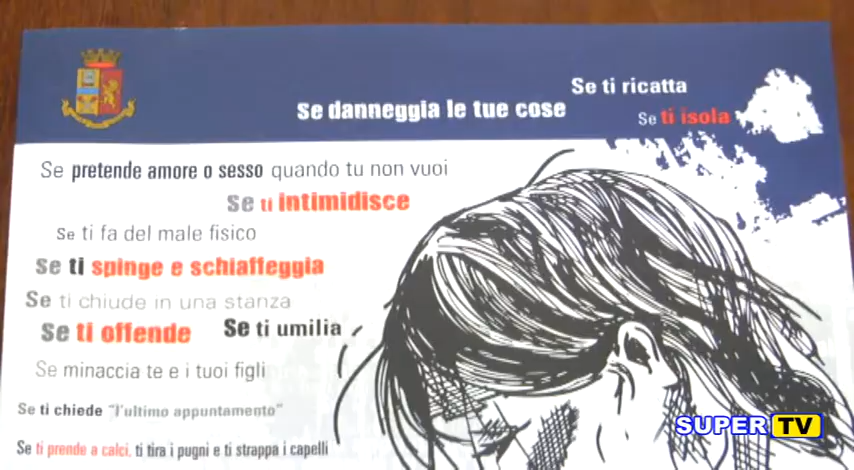 Se ti ricatta
Se danneggia le tue cose
Se ti isola
Se pretende amore o sesso quando tu non vuoi
Se ti intimidisce
Se ti fa del male fisico
Se ti spinge e schiaffeggia
Se ti chiude in una stanza
Se ti offende Se ti umilia
Se minaccia te e i tuoi figli
Se ti chiede "l'ultimo appuntamento"
Se ti prende a calci, ti tira i pugni e ti strappa i capelli
SUPER TV